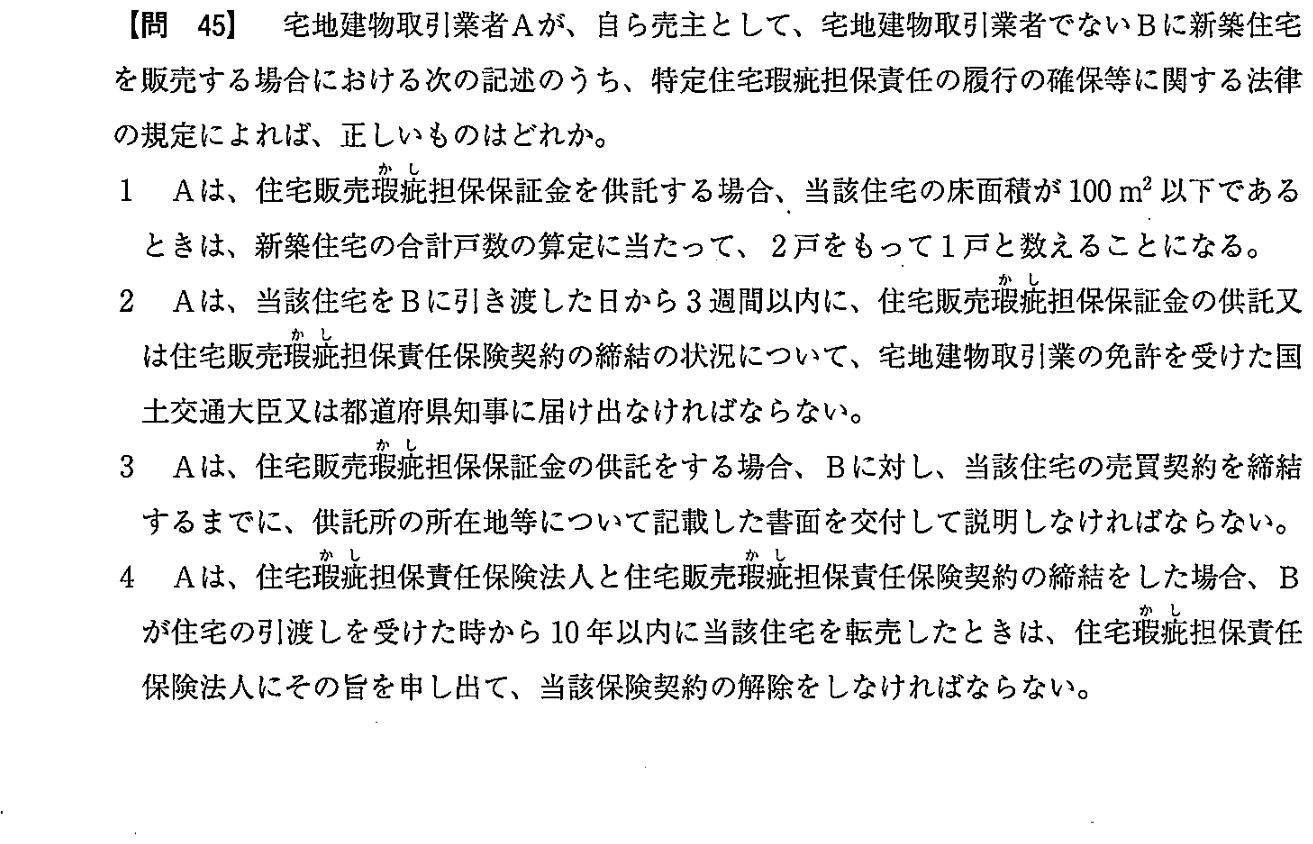 【問 45】 宅地建物取引業者Aが、自ら売主として、宅地建物取引業者でないBに新築住宅
を販売する場合における次の記述のうち、特定住宅瑕疵担保責任の履行の確保等に関する法律
の規定によれば、正しいものはどれか。
1 Aは、住宅販売瑕疵担保保証金を供託する場合、当該住宅の床面積が100 m²以下である
ときは、新築住宅の合計戸数の算定に当たって、2戸をもって1戸と数えることになる。
2 Aは、当該住宅をBに引き渡した日から3週間以内に、住宅販売瑕疵担保保証金の供託又
は住宅販売瑕疵担保責任保険契約の締結の状況について、宅地建物取引業の免許を受けた国
土交通大臣又は都道府県知事に届け出なければならない。
3 Aは、住宅販売瑕疵担保保証金の供託をする場合、Bに対し、当該住宅の売買契約を締結
するまでに、供託所の所在地等について記載した書面を交付して説明しなければならない。
4 Aは、住宅瑕疵担保責任保険法人と住宅販売瑕疵担保責任保険契約の締結をした場合、B
が住宅の引渡しを受けた時から10年以内に当該住宅を転売したときは、住宅瑕疵担保責任
保険法人にその旨を申し出て、当該保険契約の解除をしなければならない。